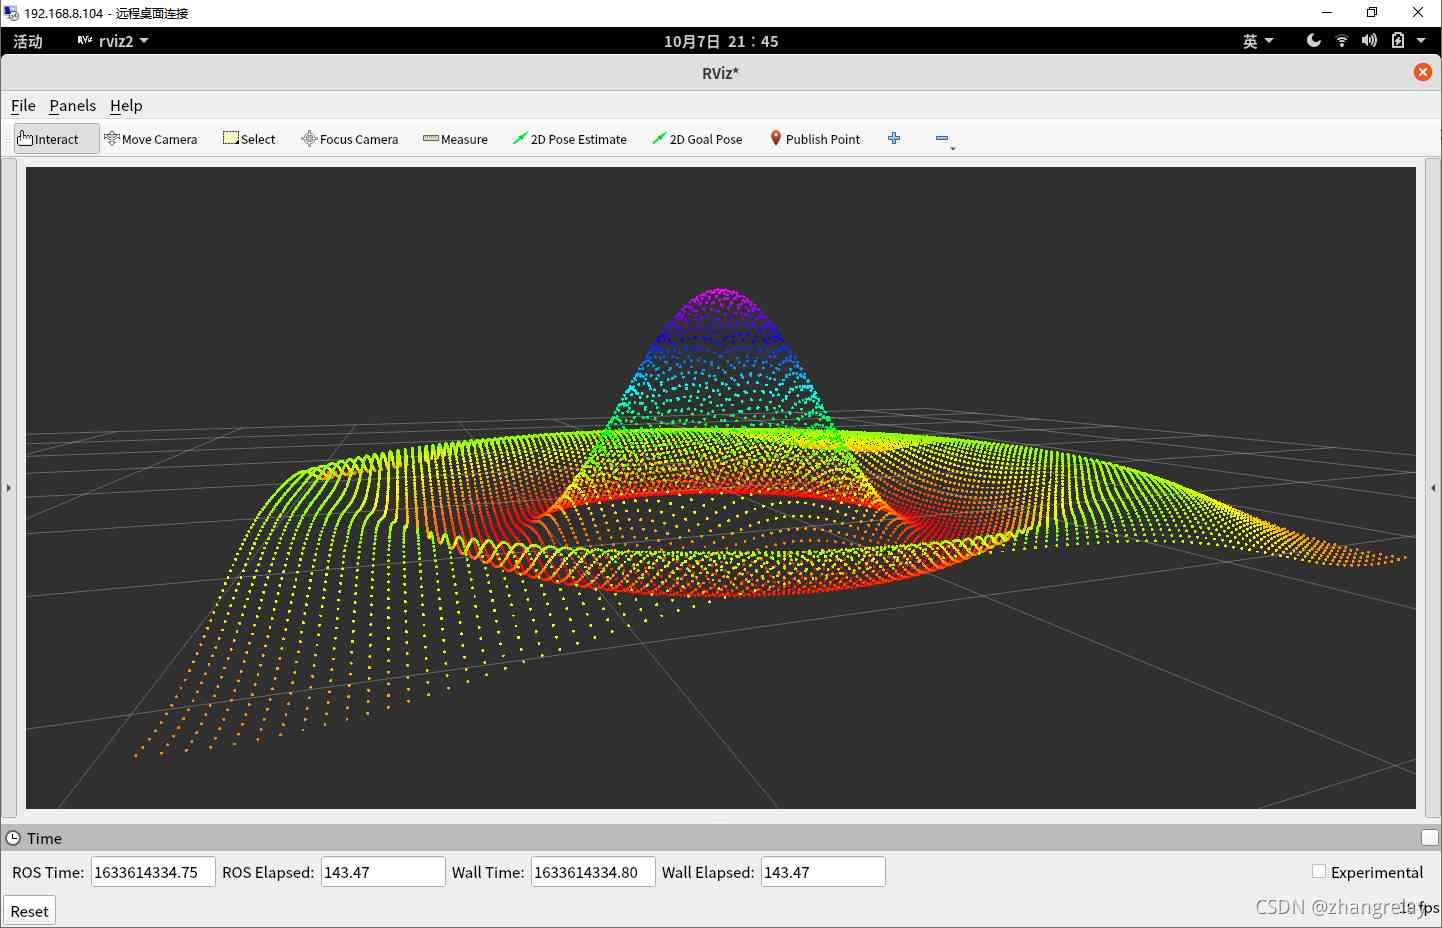 192.168.8.104 - 远程桌面连接
活动 rviz2 10月7日 21：45 英
RViz*
File Panels Help
Interact Move Camera Select Focus Camera Measure 2D Pose Estimate 2D Goal Pose Publish Point
Time
ROS Time: 1633614334.75 ROS Elapsed: 143.47 Wall Time: 1633614334.80 Wall Elapsed: 143.47 Experimental
Reset fps
CSDN @zhangrelay